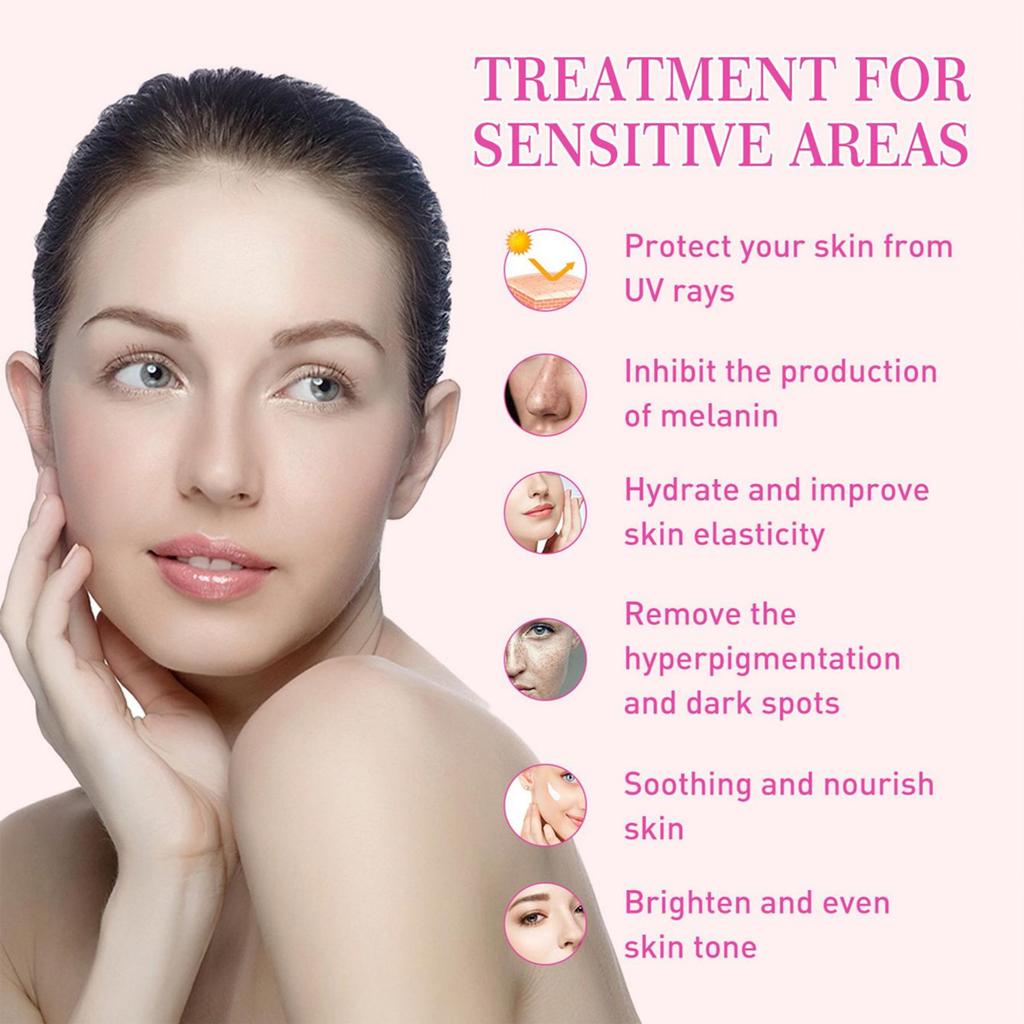 TREATMENT FOR
SENSITIVE AREAS
Protect your skin from
UV rays
Inhibit the production
of melanin
Hydrate and improve
skin elasticity
Remove the
hyperpigmentation
and dark spots
Soothing and nourish
skin
Brighten and even
skin tone